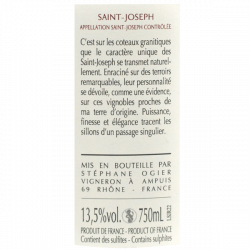 SAINT-JOSEPH
APPELLATION SAINT-JOSEPH CONTRÔLÉE
C'est sur les coteaux granitiques
que le caractère unique des
Saint-Joseph se transmet naturel-
lement. Enraciné sur des terroirs
remarquables, leur personnalité
se dévoile, comme une évidence,
sur ces vignobles proches de
ma terre d'origine. Puissance,
finesse et élégance tracent les
sillons d'un passage singulier.
MIS EN BOUTEILLE PAR
STÉPHANE OGIER
VIGNERON À AMPUIS
69 RHÔNE - FRANCE
13,5%vol. 750mL
PRODUIT DE FRANCE - PRODUCT OF FRANCE
Contient des sulfites - Contains sulfites